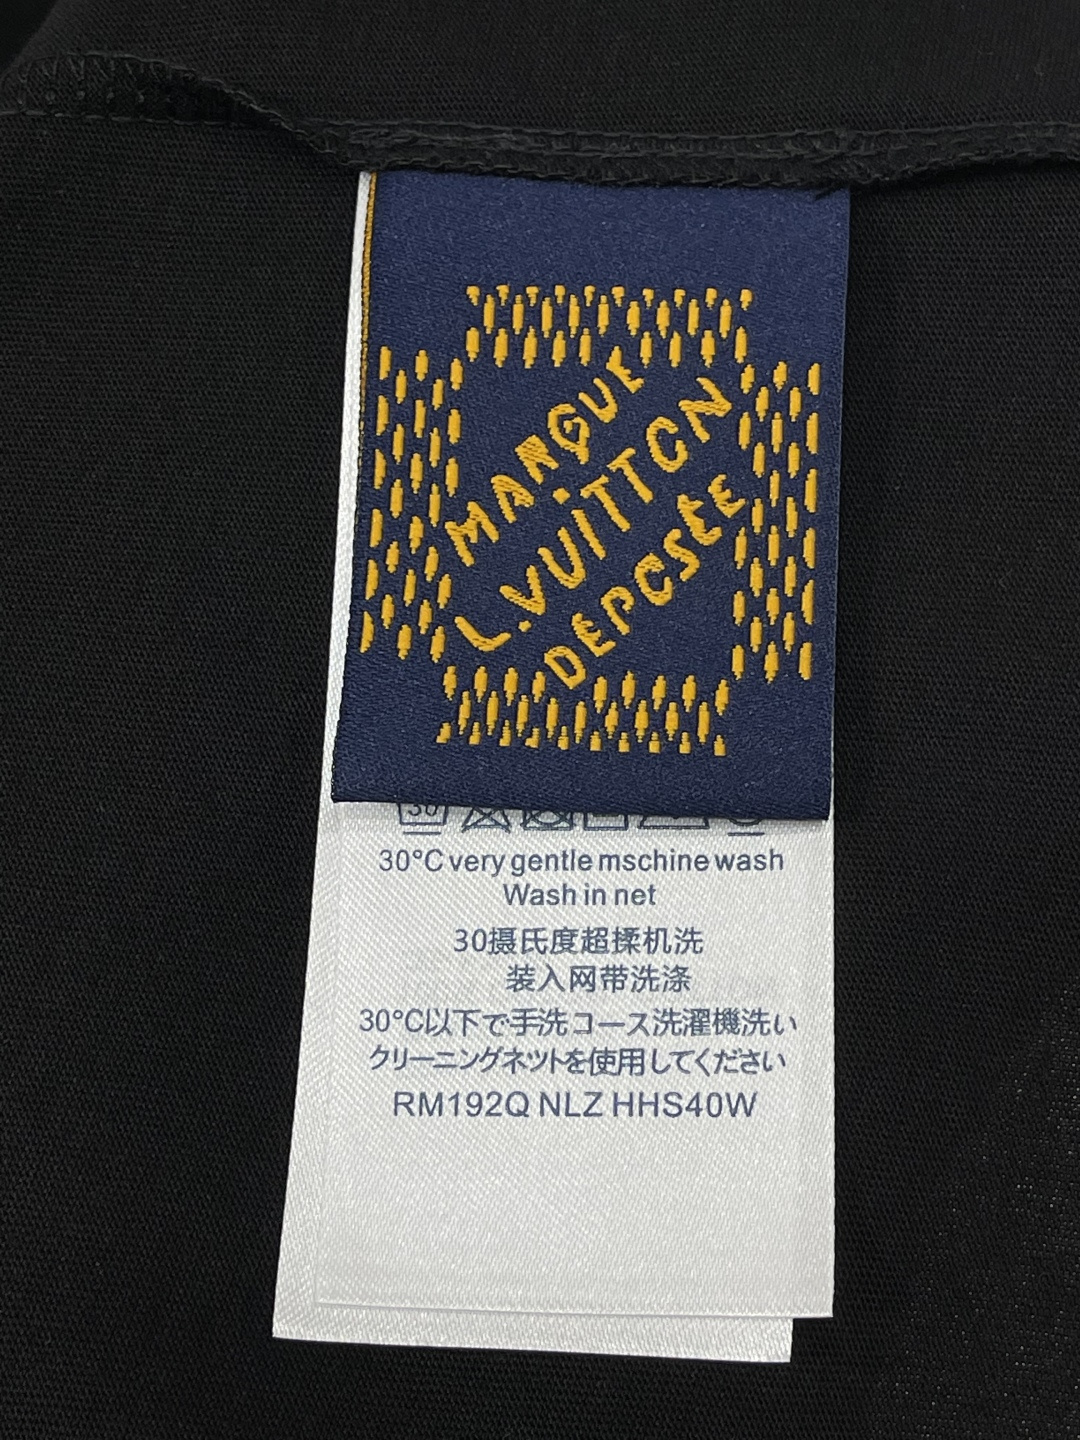 MARQUE
L.VUITTON
DEPOSTE
30
30°C very gentle mschine wash
Wash in net
30摄氏度超揉机洗
装入网带洗涤
30°C以下で手洗コース洗濯機洗い
クリーニングネットを使用してください
RM192Q NLZ HHS40W